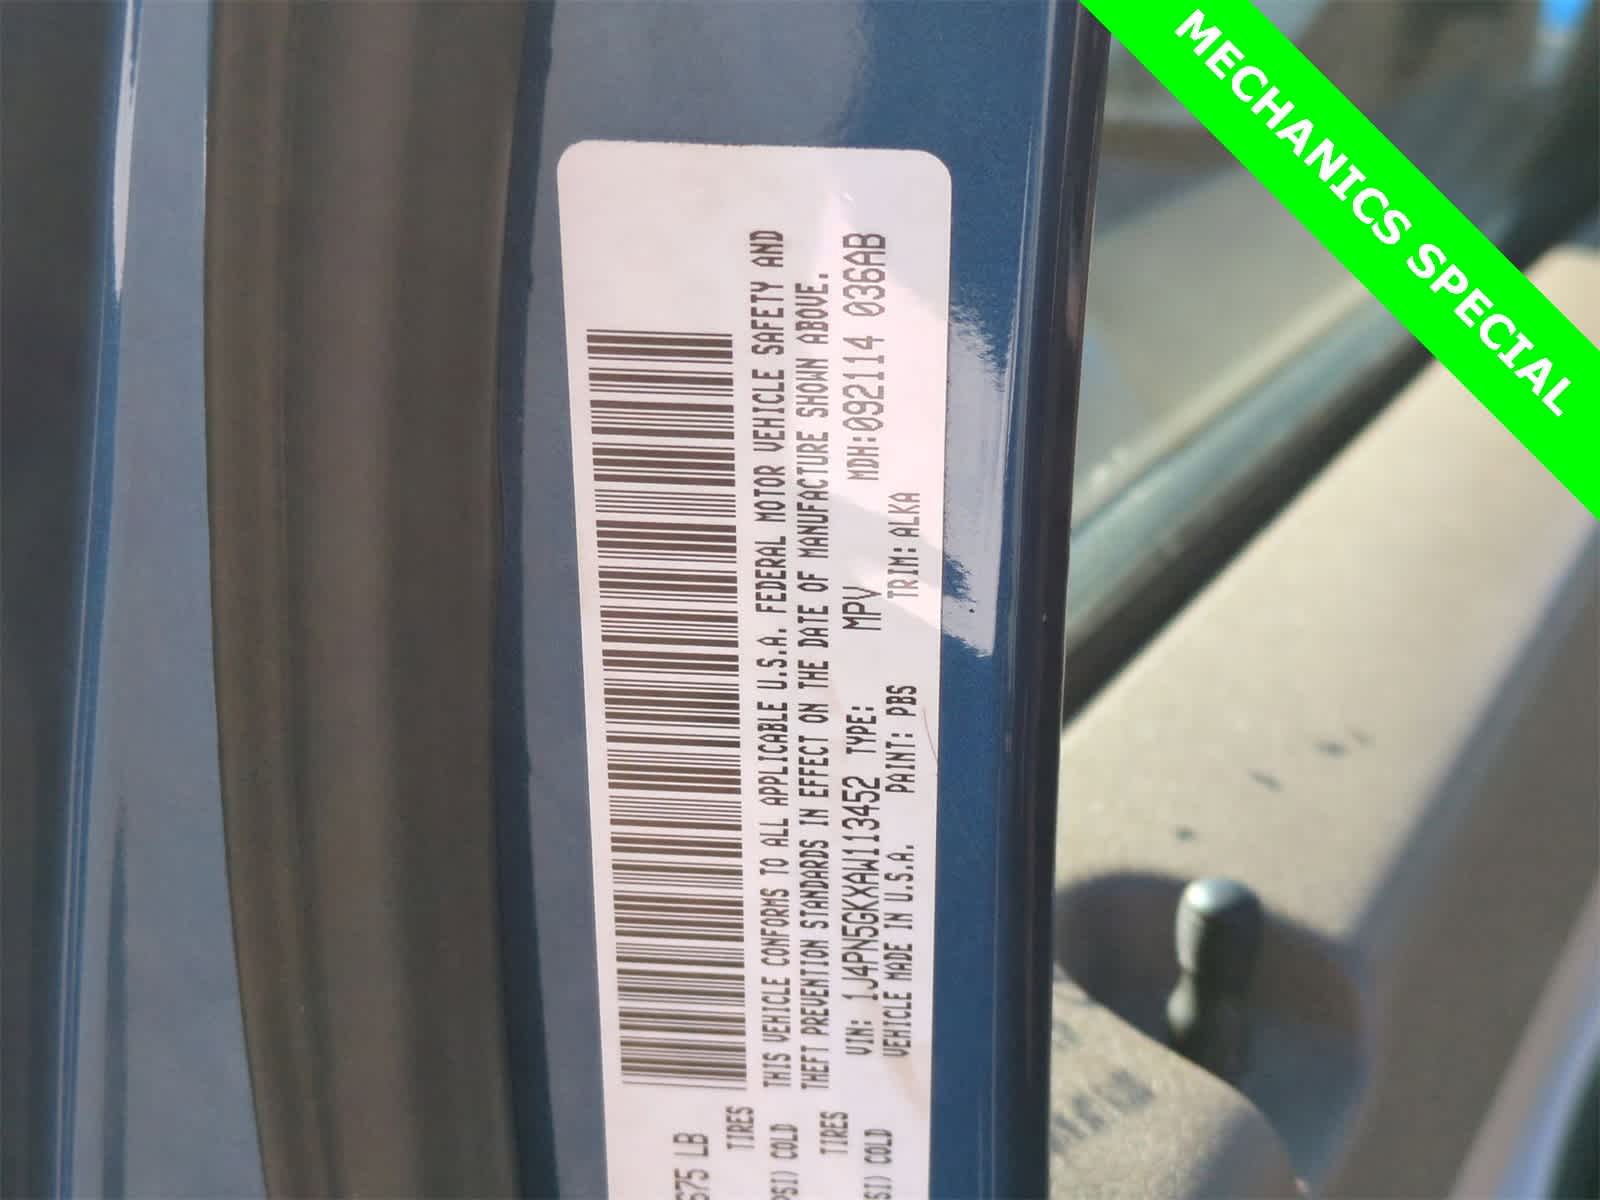 MECHANICS SPECIAL
675 LB
TIRES
PSI) COLD
TIRES
SI) COLD
THIS VEHICLE CONFORMS TO ALL APPLICABLE U.S.A. FEDERAL MOTOR VEHICLE SAFETY AND
THEFT PREVENTION STANDARDS IN EFFECT ON THE DATE OF MANUFACTURE SHOWN ABOVE.
VIN: 1J4PN5GKXAW113452 TYPE: MPV MDH:092114 036AB
VEHICLE MADE IN U.S.A. PAINT: PBS TRIM: ALKA